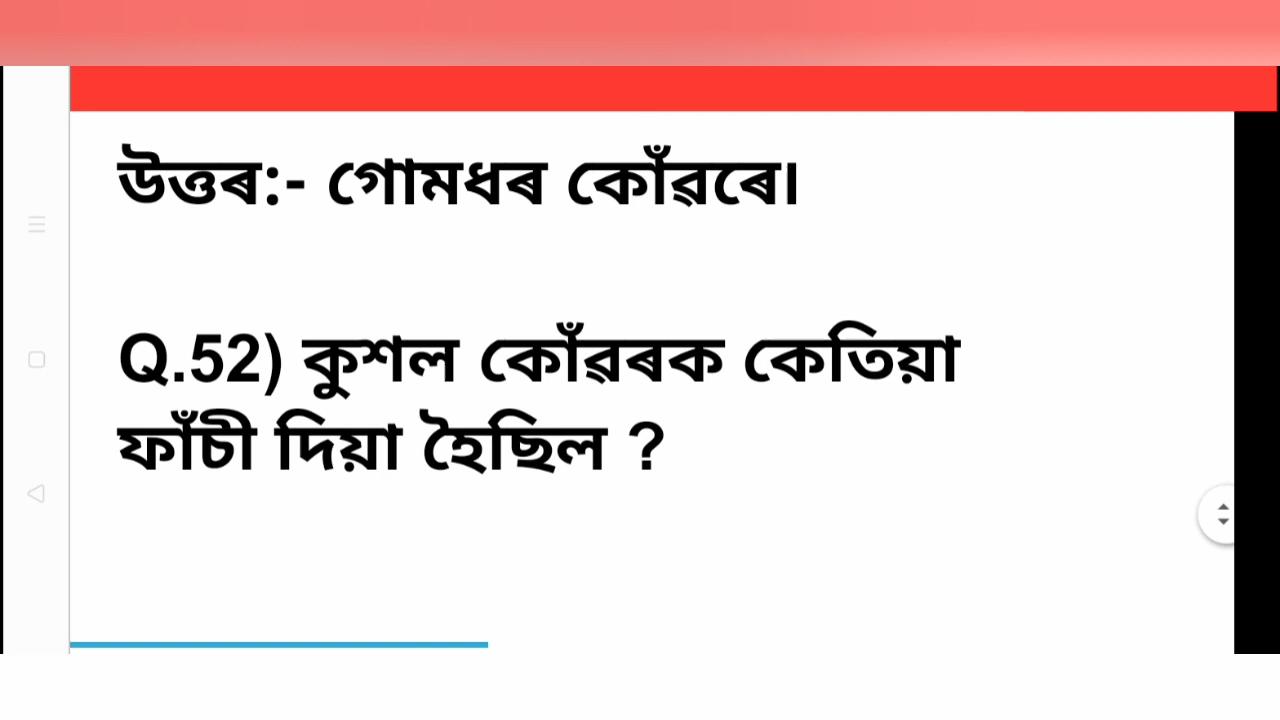 উত্তৰ:- গোমধৰ কোঁৱৰে।
Q.52) কুশল কোঁৱৰক কেতিয়া
ফাঁচী দিয়া হৈছিল ?